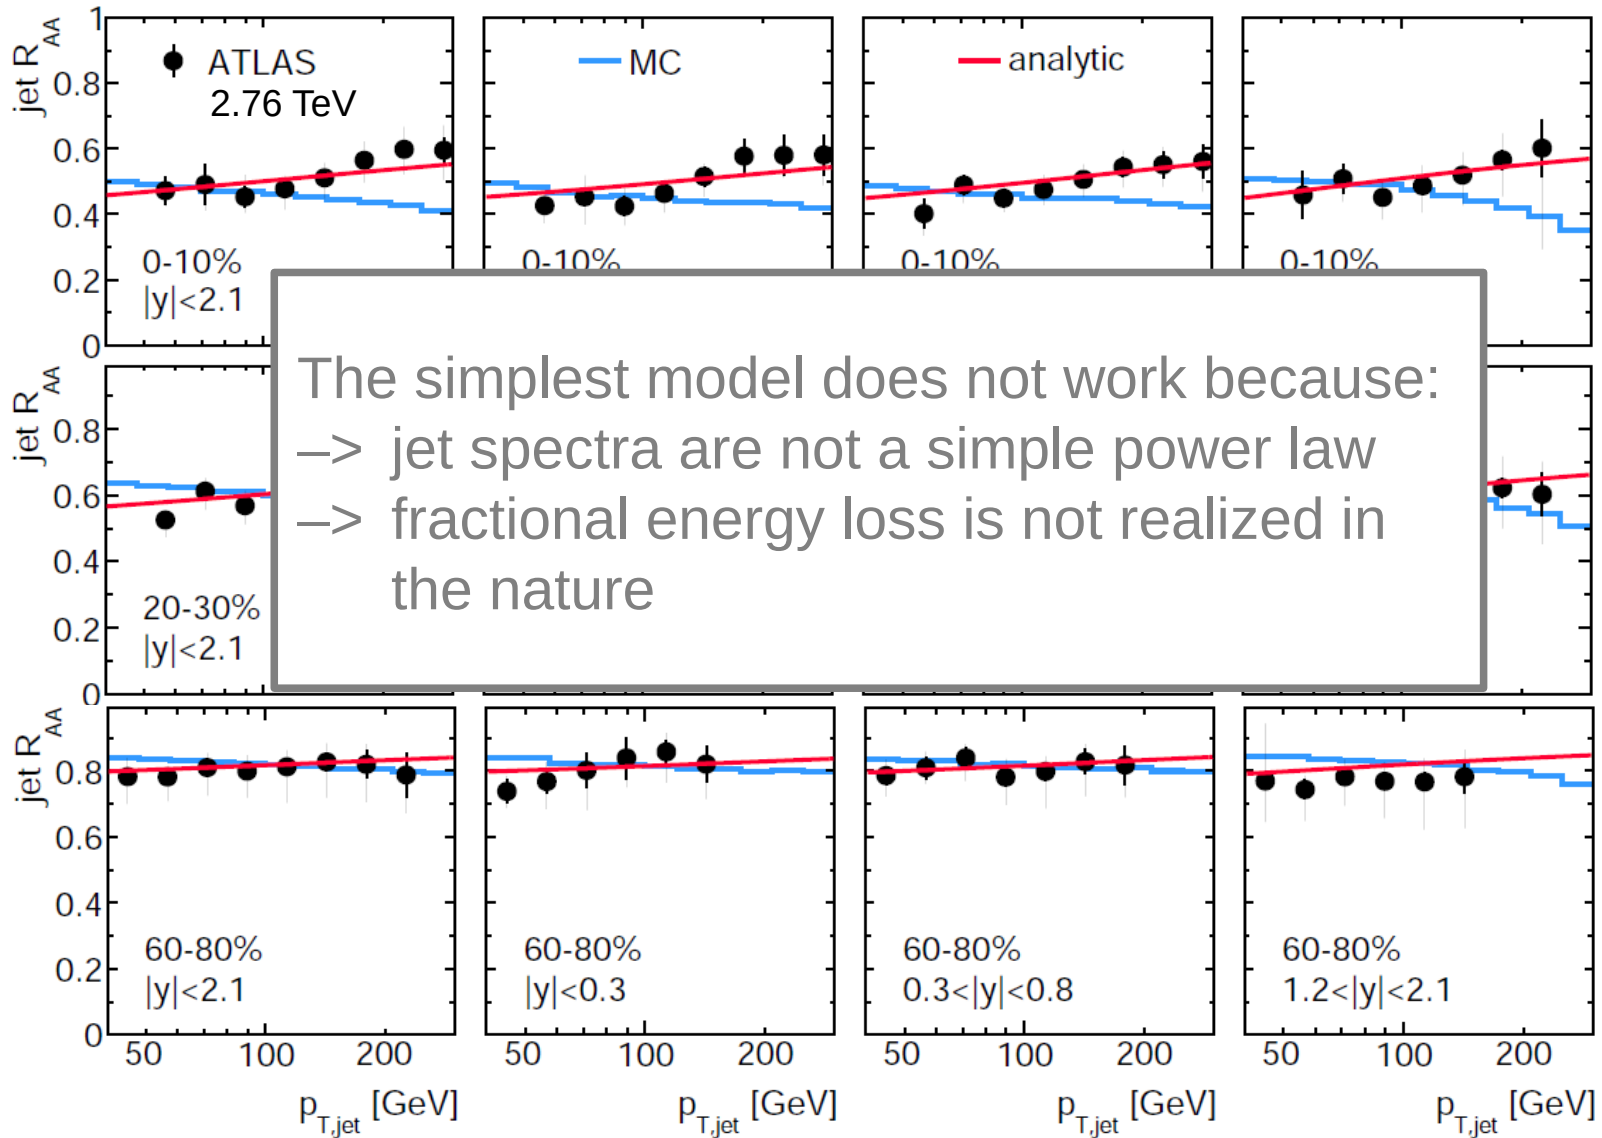 1
jet R_AA
ATLAS
2.76 TeV
MC
analytic
0.8
0.6
0.4
0.2
0
0-10%
|y|<2.1
0-10%
0-10%
0-10%
jet R_AA
0.8
0.6
0.4
0.2
0
20-30%
|y|<2.1
The simplest model does not work because:
–> jet spectra are not a simple power law
–> fractional energy loss is not realized in
the nature
jet R_AA
0.8
0.6
0.4
0.2
0
60-80%
|y|<2.1
60-80%
|y|<0.3
60-80%
0.3<|y|<0.8
60-80%
1.2<|y|<2.1
50 100 200
50 100 200
50 100 200
50 100 200
p_T,jet [GeV]
p_T,jet [GeV]
p_T,jet [GeV]
p_T,jet [GeV]